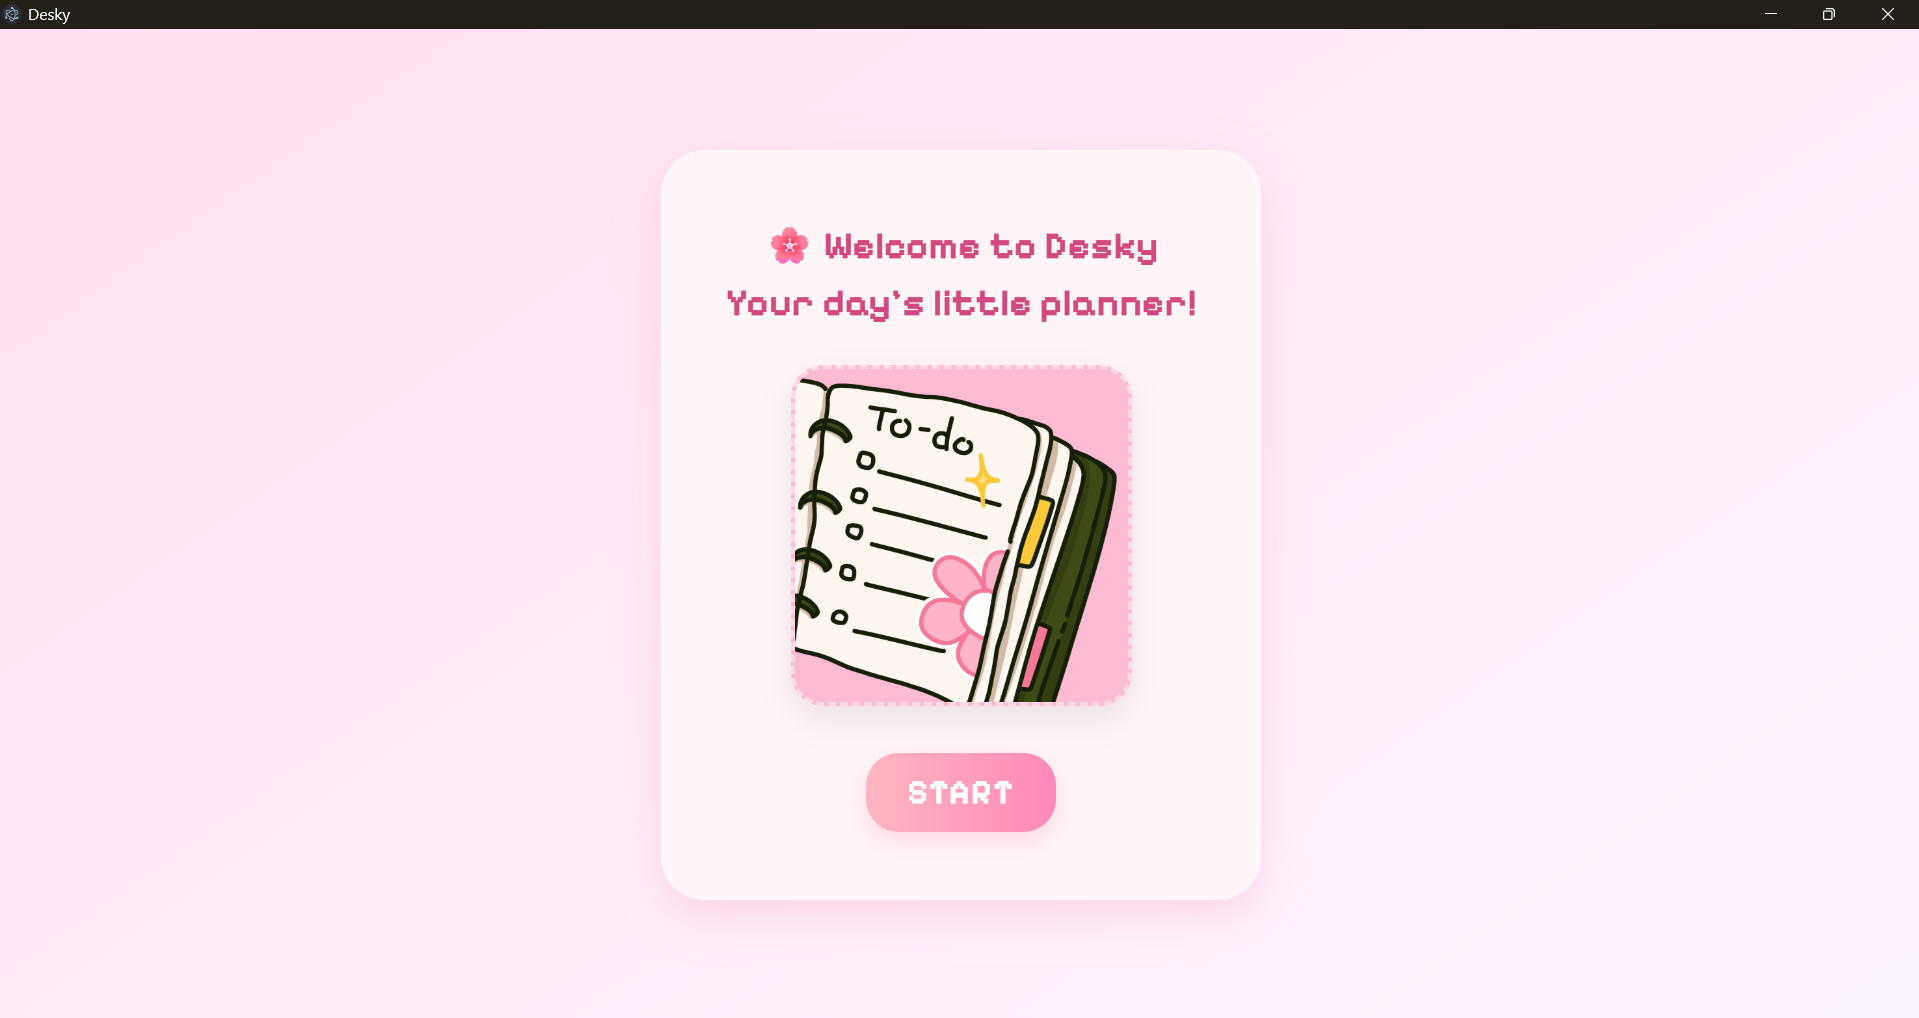 Desky
🌸 Welcome to Desky
Your day's little planner!
To-do
START